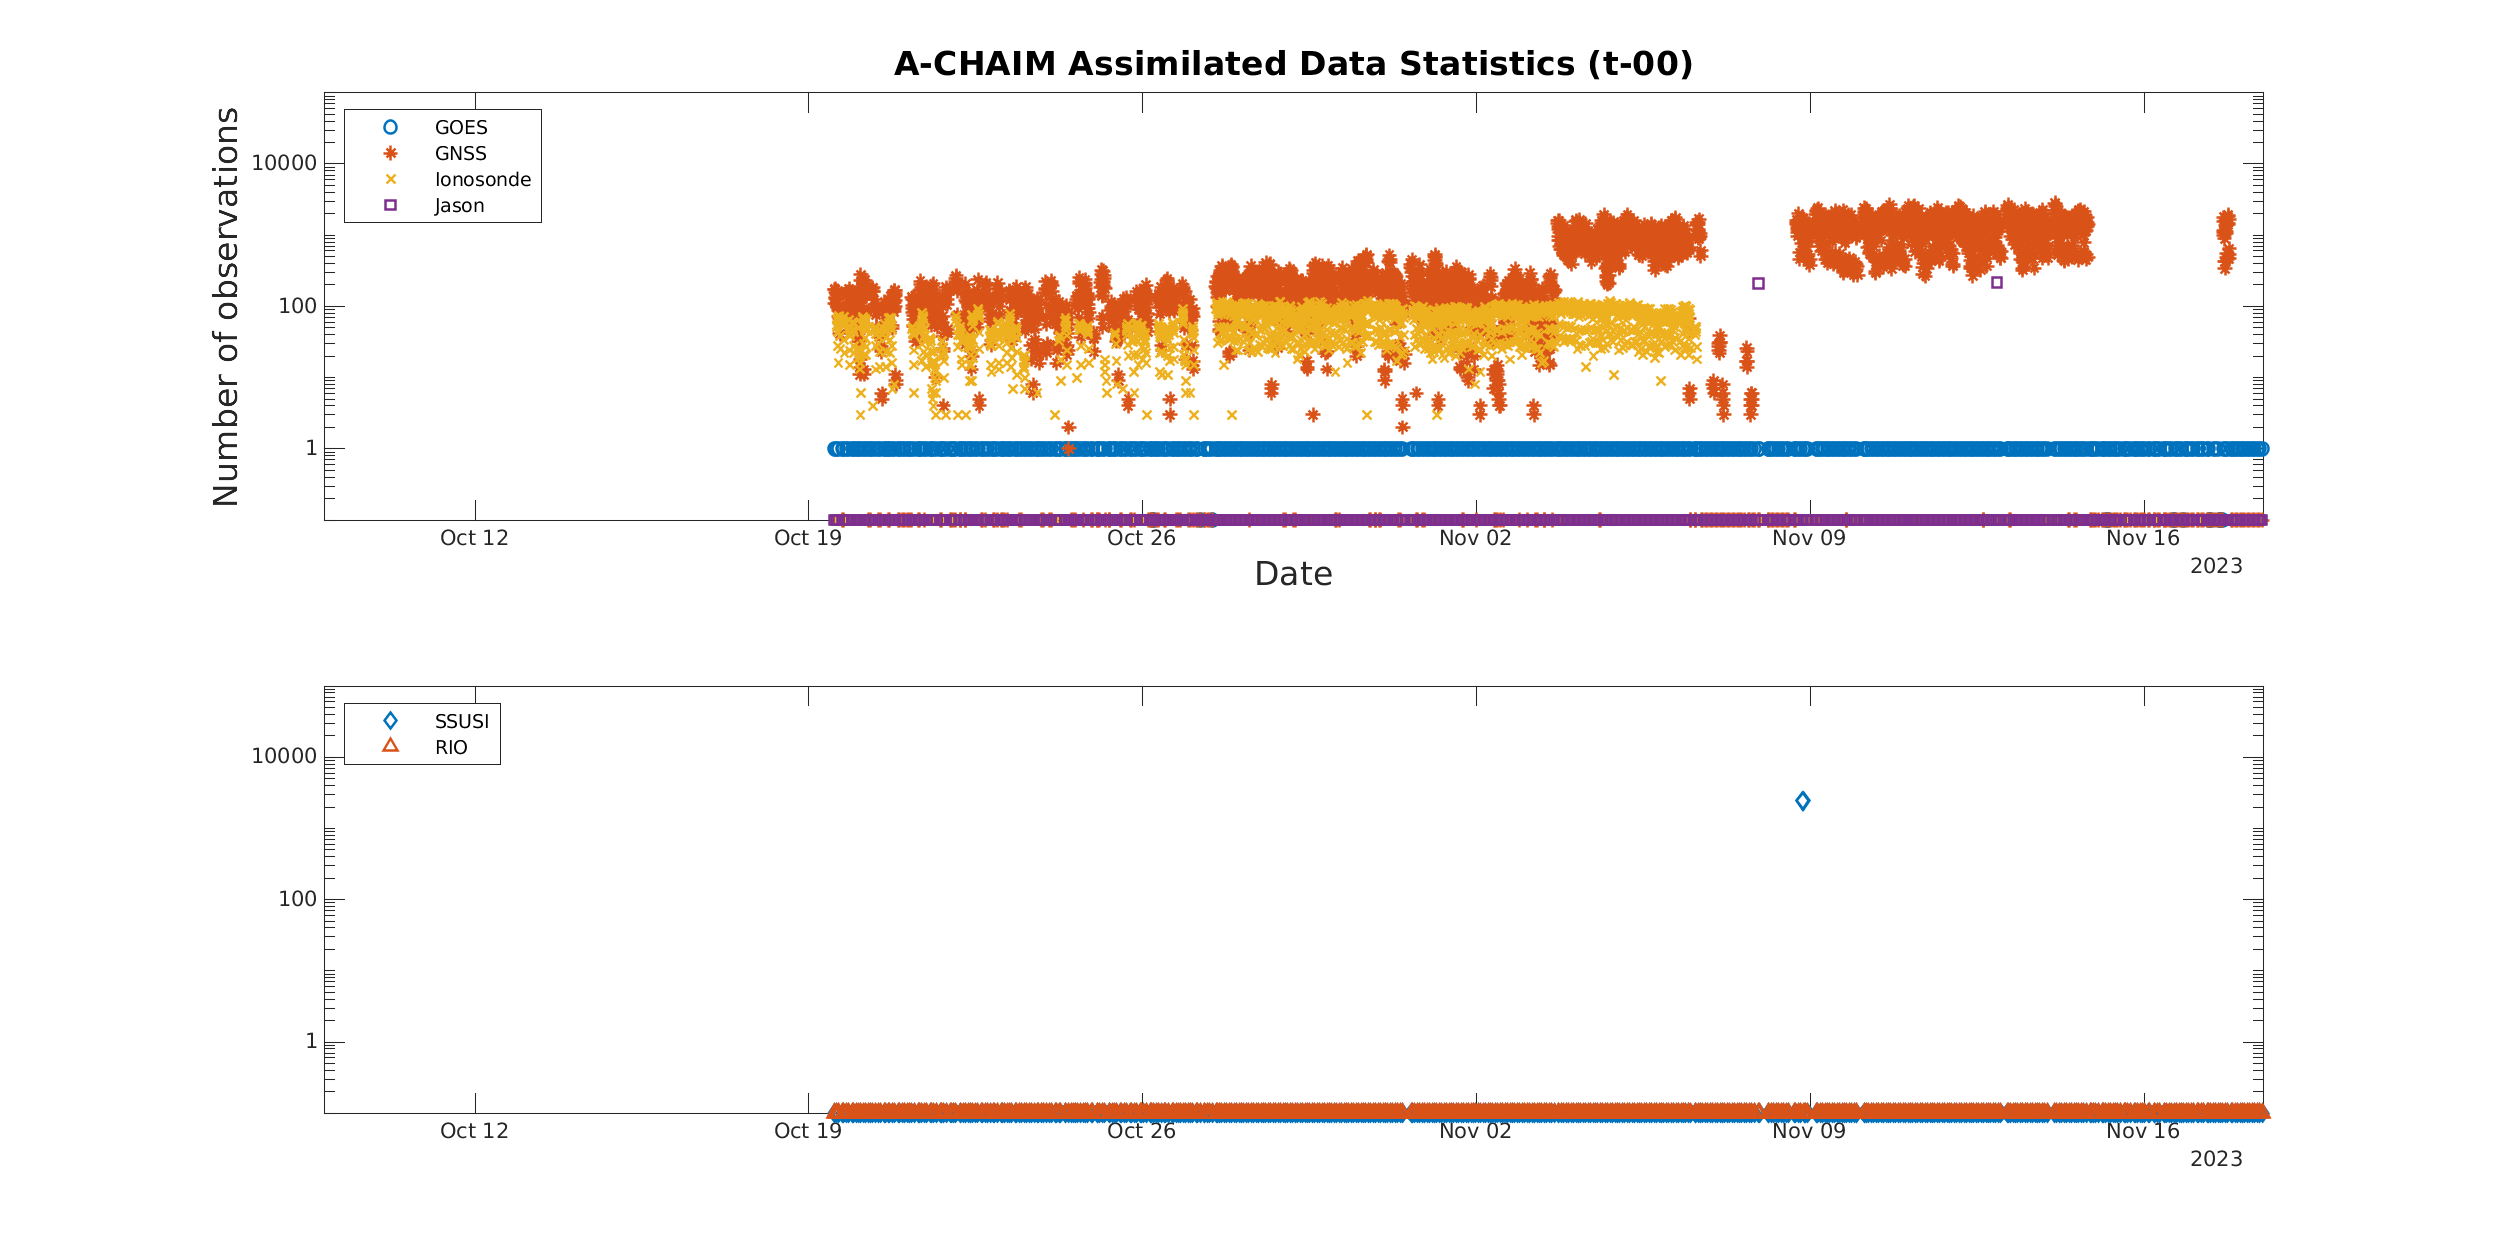 A-CHAIM Assimilated Data Statistics (t-00)
Number of observations
10000
100
1
GOES
GNSS
Ionosonde
Jason
Oct 12 Oct 19 Oct 26 Nov 02 Nov 09 Nov 16
2023
Date
10000
100
1
SSUSI
RIO
Oct 12 Oct 19 Oct 26 Nov 02 Nov 09 Nov 16
2023